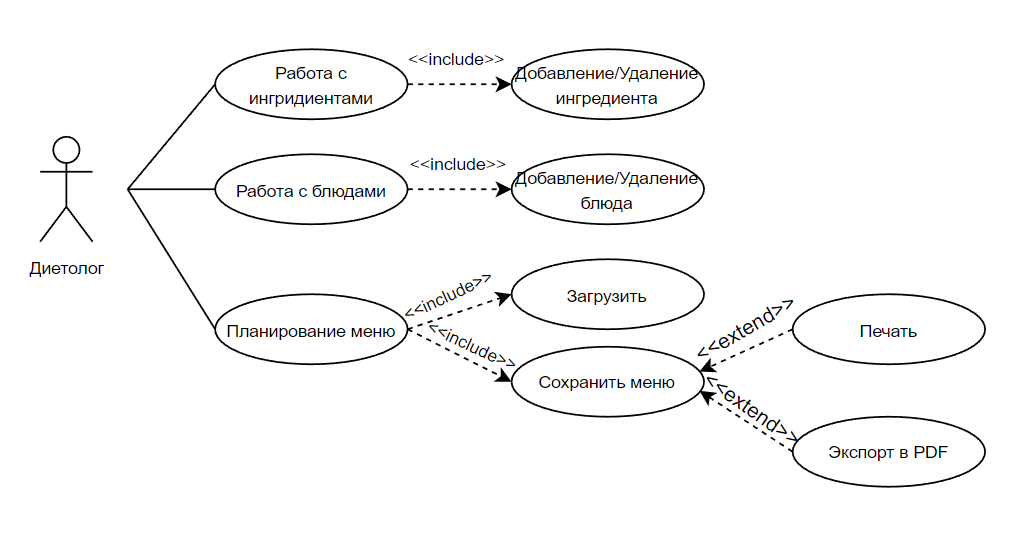 Работа с
ингридиентами
<<include>>
Добавление/Удаление
ингредиента
Работа с блюдами
<<include>>
Добавление/Удаление
блюда
Диетолог
Планирование меню
<<include>>
<<include>>
Загрузить
Сохранить меню
<<extend>>
<<extend>>
Печать
Экспорт в PDF